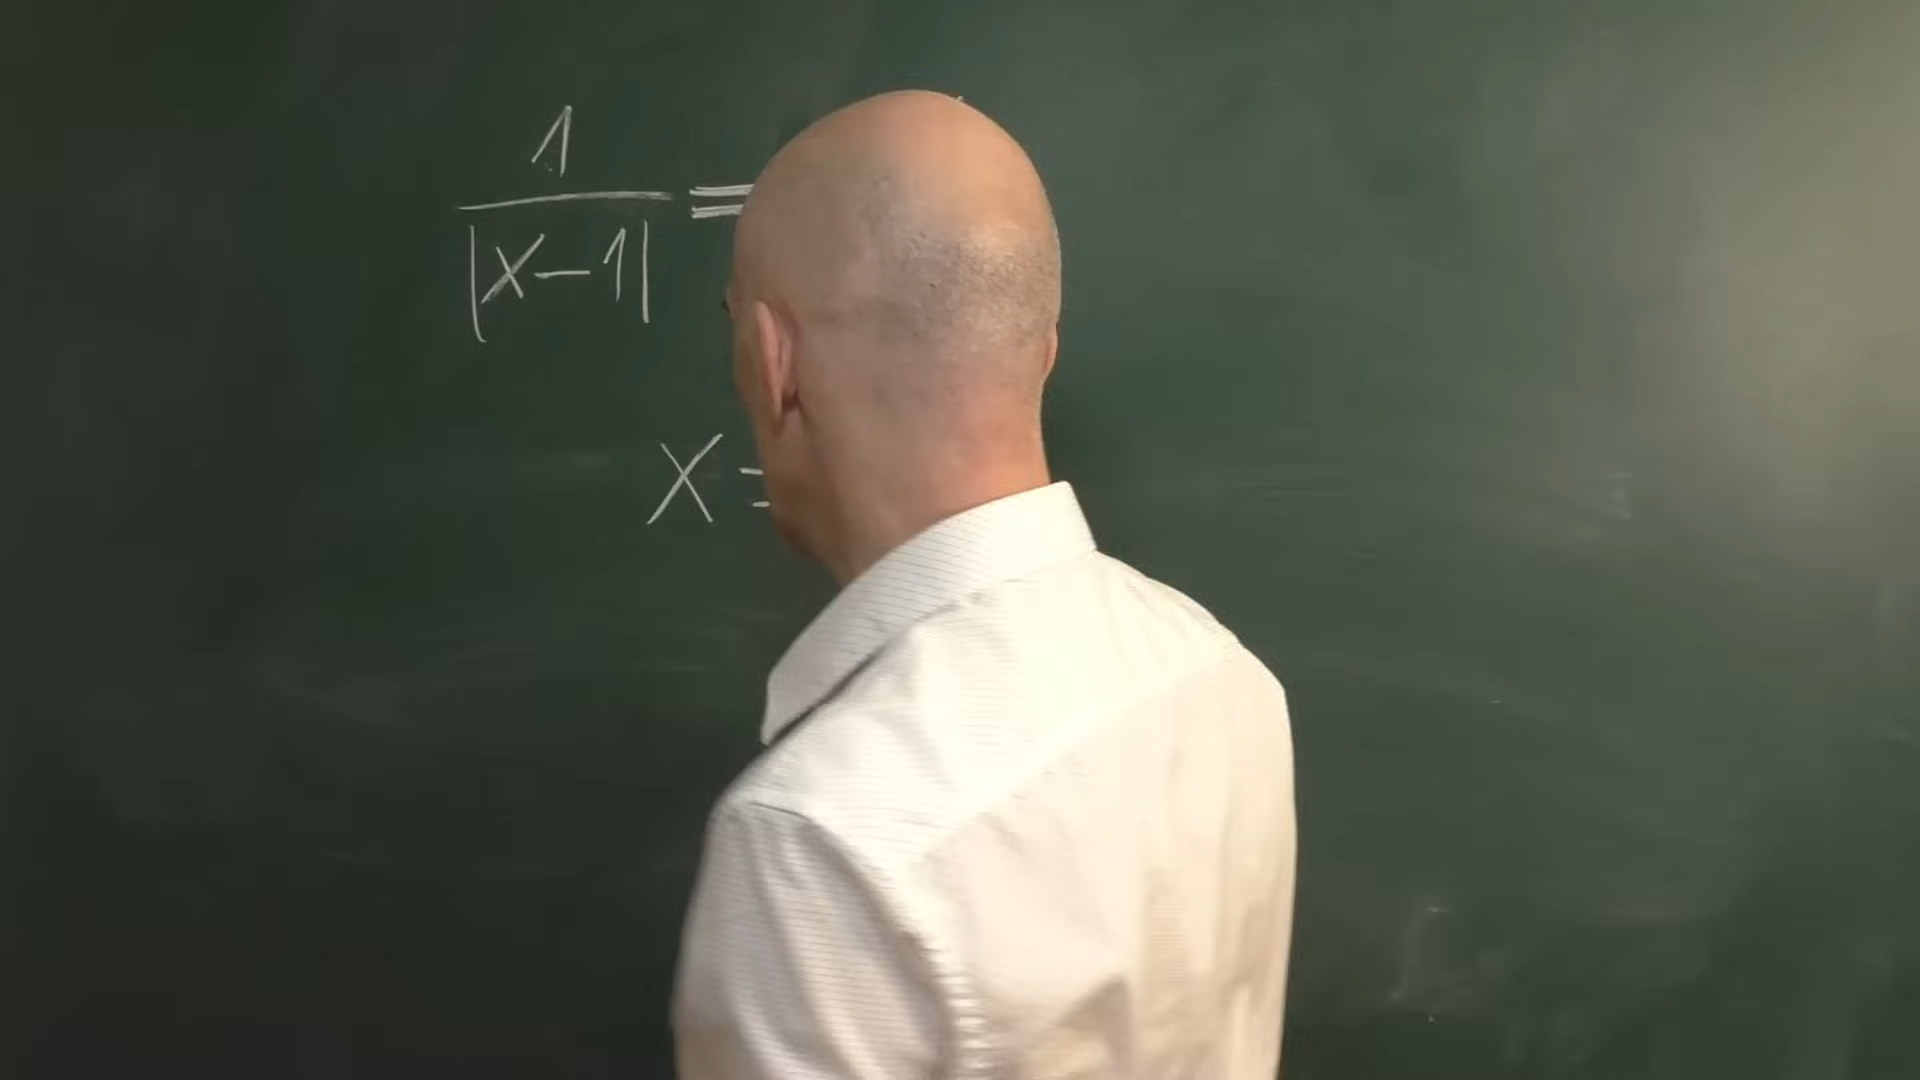 1
|x-1| =
x =